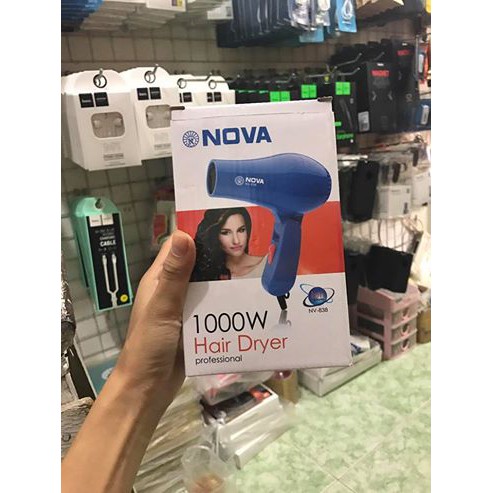 NOVA
NOVA
1000W
Hair Dryer
professional
NV-838
CABLE